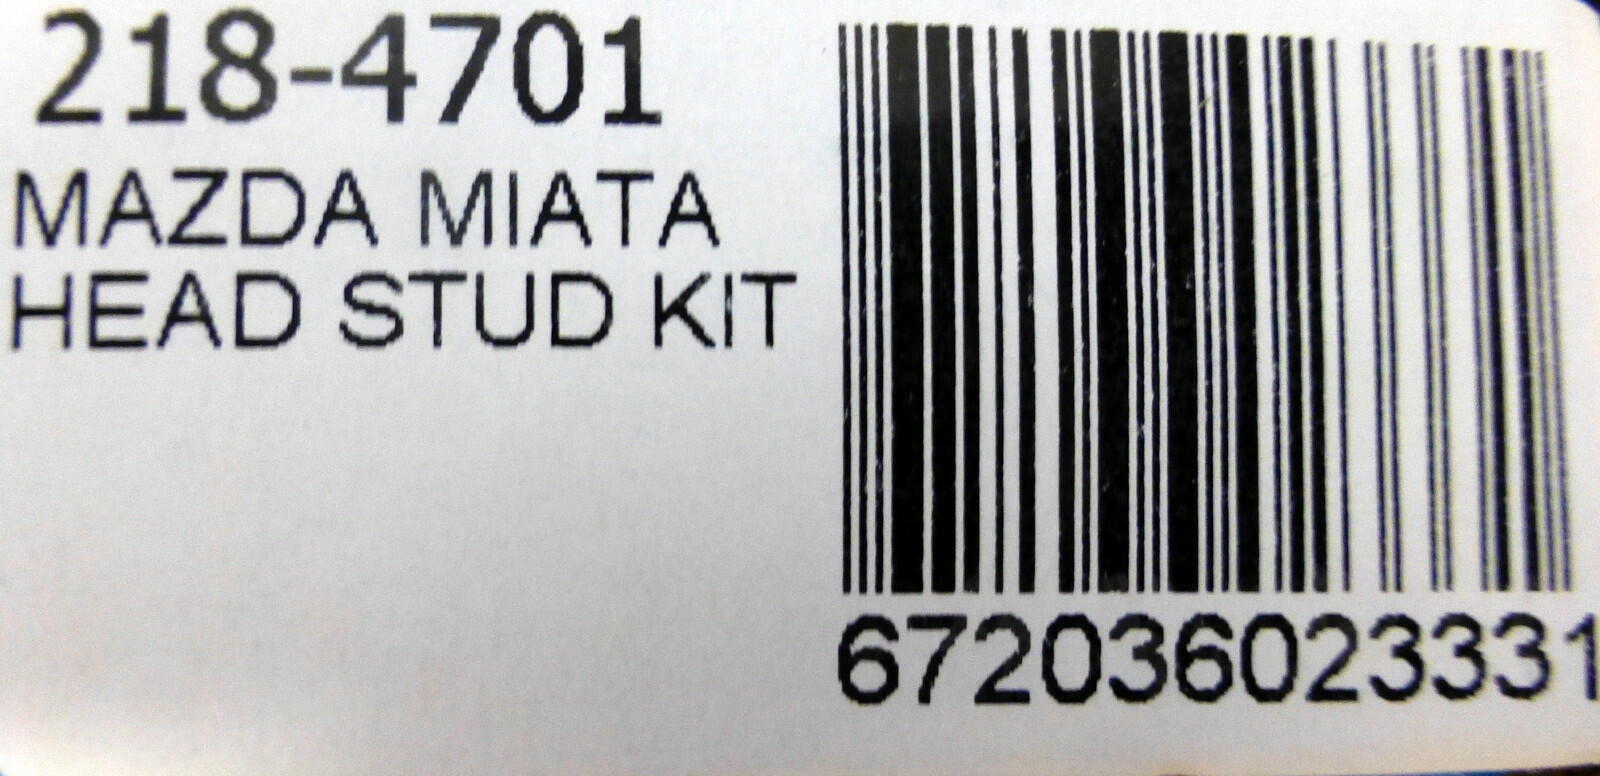 218-4701
MAZDA MIATA
HEAD STUD KIT
672036023331